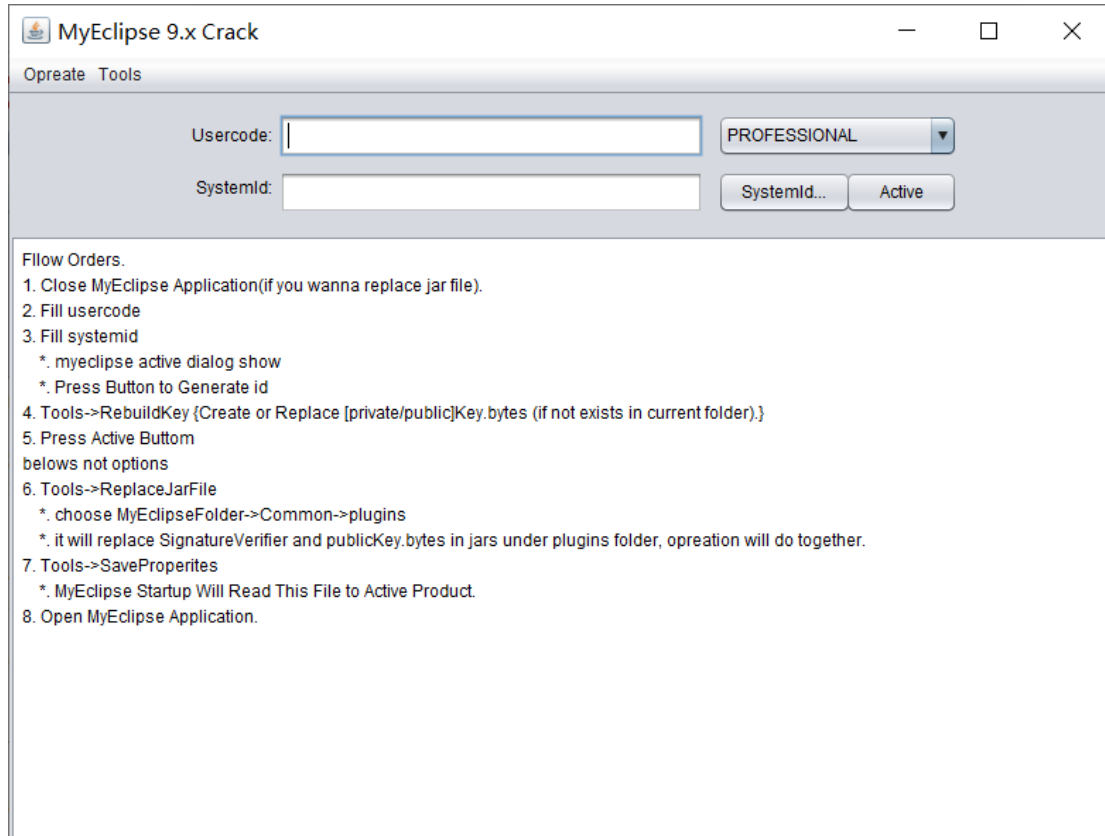 MyEclipse 9.x Crack
Opreate Tools
Usercode:
PROFESSIONAL
SystemId:
SystemId...
Active
Fllow Orders.
1. Close MyEclipse Application(if you wanna replace jar file).
2. Fill usercode
3. Fill systemid
*. myeclipse active dialog show
*. Press Button to Generate id
4. Tools->RebuildKey {Create or Replace [private/public]Key.bytes (if not exists in current folder).}
5. Press Active Buttom
belows not options
6. Tools->ReplaceJarFile
*. choose MyEclipseFolder->Common->plugins
*. it will replace SignatureVerifier and publicKey.bytes in jars under plugins folder, opreation will do together.
7. Tools->SaveProperites
*. MyEclipse Startup Will Read This File to Active Product.
8. Open MyEclipse Application.